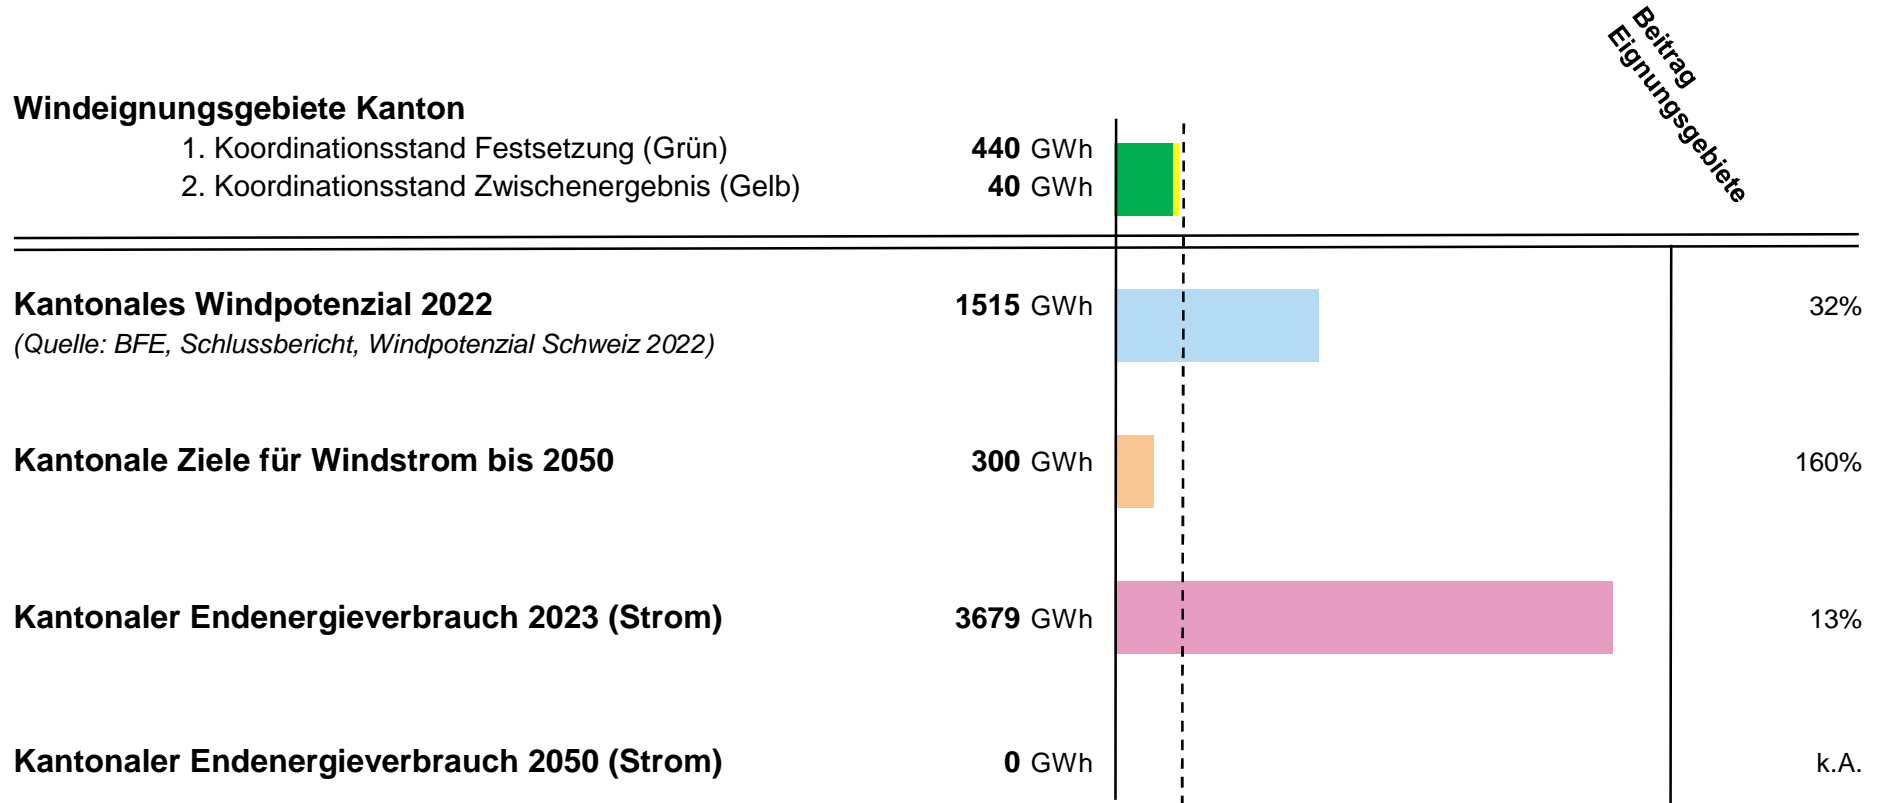 Beitrag
Eignungsgebiete
Windeignungsgebiete Kanton
1. Koordinationsstand Festsetzung (Grün) 440 GWh
2. Koordinationsstand Zwischenergebnis (Gelb) 40 GWh
Kantonales Windpotenzial 2022 1515 GWh 32%
(Quelle: BFE, Schlussbericht, Windpotenzial Schweiz 2022)
Kantonale Ziele für Windstrom bis 2050 300 GWh 160%
Kantonaler Endenergieverbrauch 2023 (Strom) 3679 GWh 13%
Kantonaler Endenergieverbrauch 2050 (Strom) 0 GWh k.A.